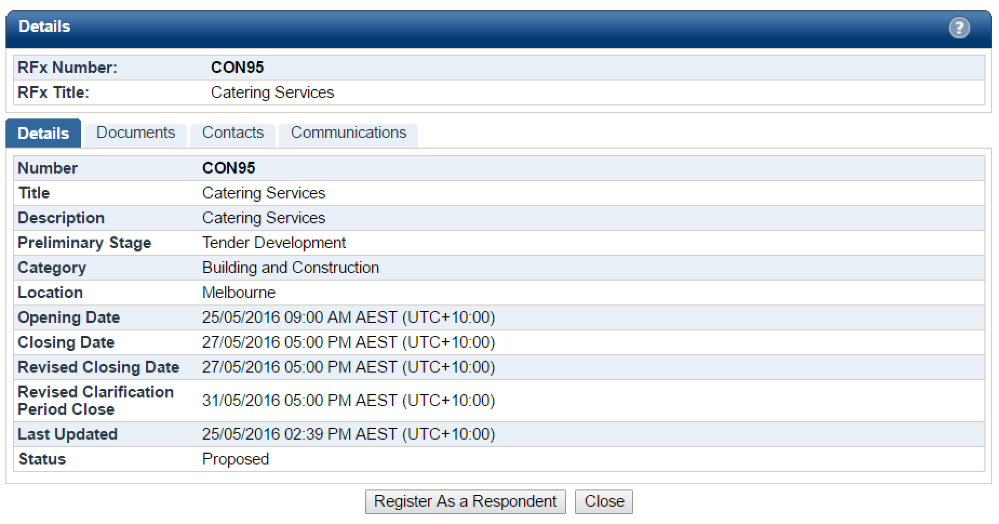 Details
?
RFx Number: CON95
RFx Title: Catering Services
Details Documents Contacts Communications
Number CON95
Title Catering Services
Description Catering Services
Preliminary Stage Tender Development
Category Building and Construction
Location Melbourne
Opening Date 25/05/2016 09:00 AM AEST (UTC+10:00)
Closing Date 27/05/2016 05:00 PM AEST (UTC+10:00)
Revised Closing Date 27/05/2016 05:00 PM AEST (UTC+10:00)
Revised Clarification
Period Close 31/05/2016 05:00 PM AEST (UTC+10:00)
Last Updated 25/05/2016 02:39 PM AEST (UTC+10:00)
Status Proposed
Register As a Respondent Close